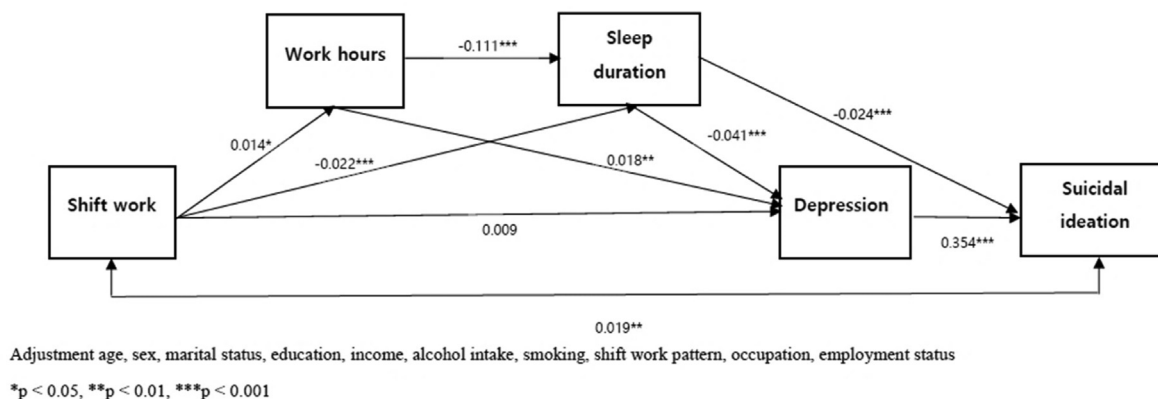 Work hours
-0.111***
Sleep
duration
-0.024***
0.014*
-0.022***
0.018**
-0.041***
Shift work
0.009
Depression
0.354***
Suicidal
ideation
0.019**
Adjustment age, sex, marital status, education, income, alcohol intake, smoking, shift work pattern, occupation, employment status
*p < 0.05, **p < 0.01, ***p < 0.001